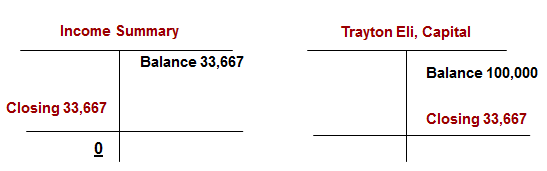 Income Summary
Balance 33,667
Closing 33,667
0
Trayton Eli, Capital
Balance 100,000
Closing 33,667